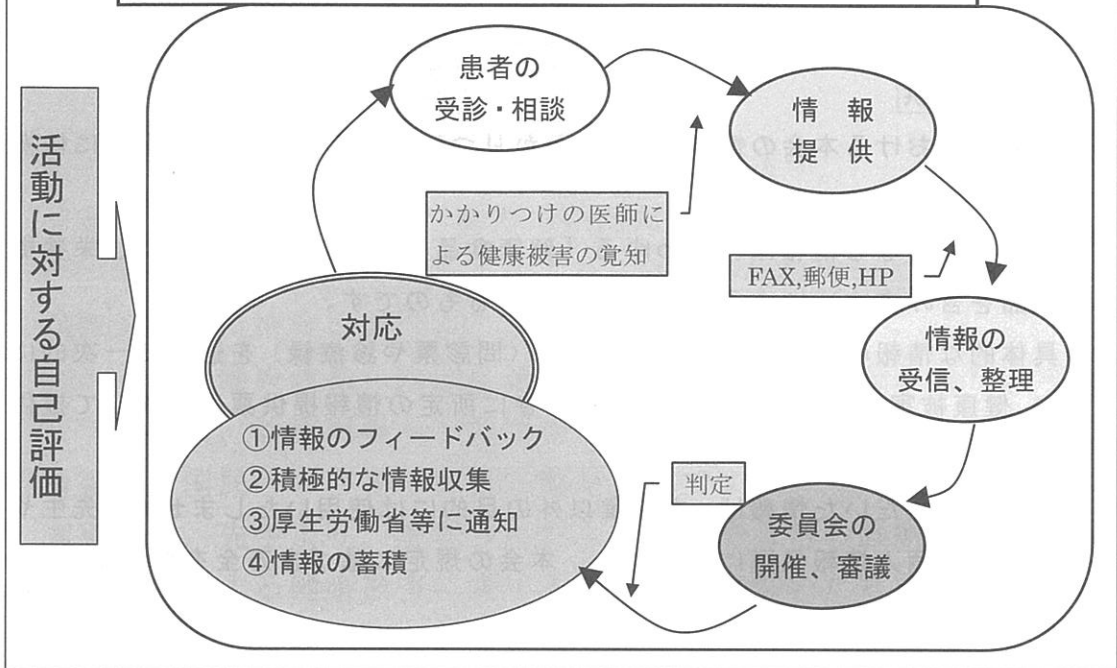 活動に対する自己評価
患者の
受診・相談
情報
提供
かかりつけの医師に
よる健康被害の覚知
FAX,郵便,HP
情報の
受信、整理
判定
委員会の
開催、審議
対応
①情報のフィードバック
②積極的な情報収集
③厚生労働省等に通知
④情報の蓄積